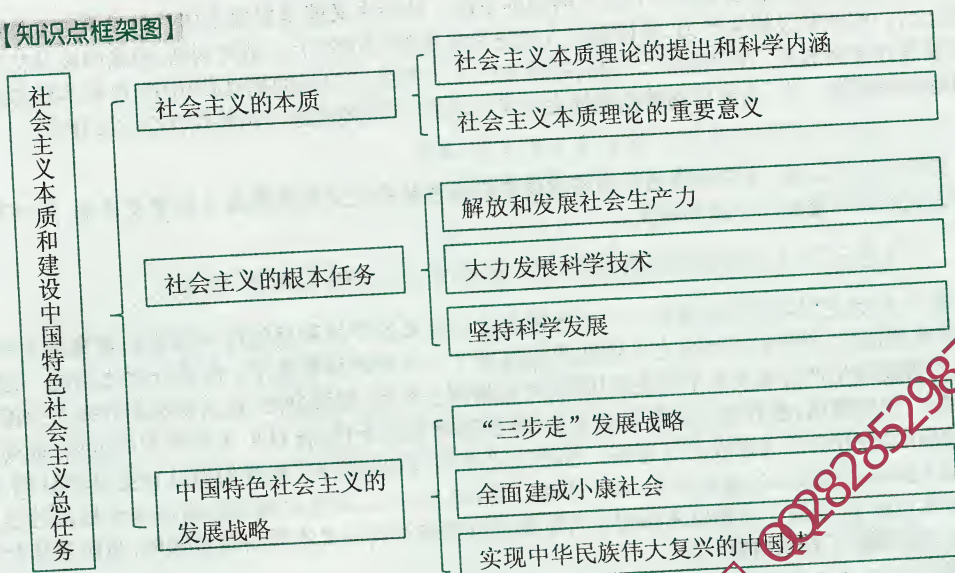 【知识点框架图】
社会主义本质和建设中国特色社会主义总任务
社会主义的本质
社会主义本质理论的提出和科学内涵
社会主义本质理论的重要意义
社会主义的根本任务
解放和发展社会生产力
大力发展科学技术
坚持科学发展
中国特色社会主义的
发展战略
“三步走”发展战略
全面建成小康社会
实现中华民族伟大复兴的中国梦
QQ28285298